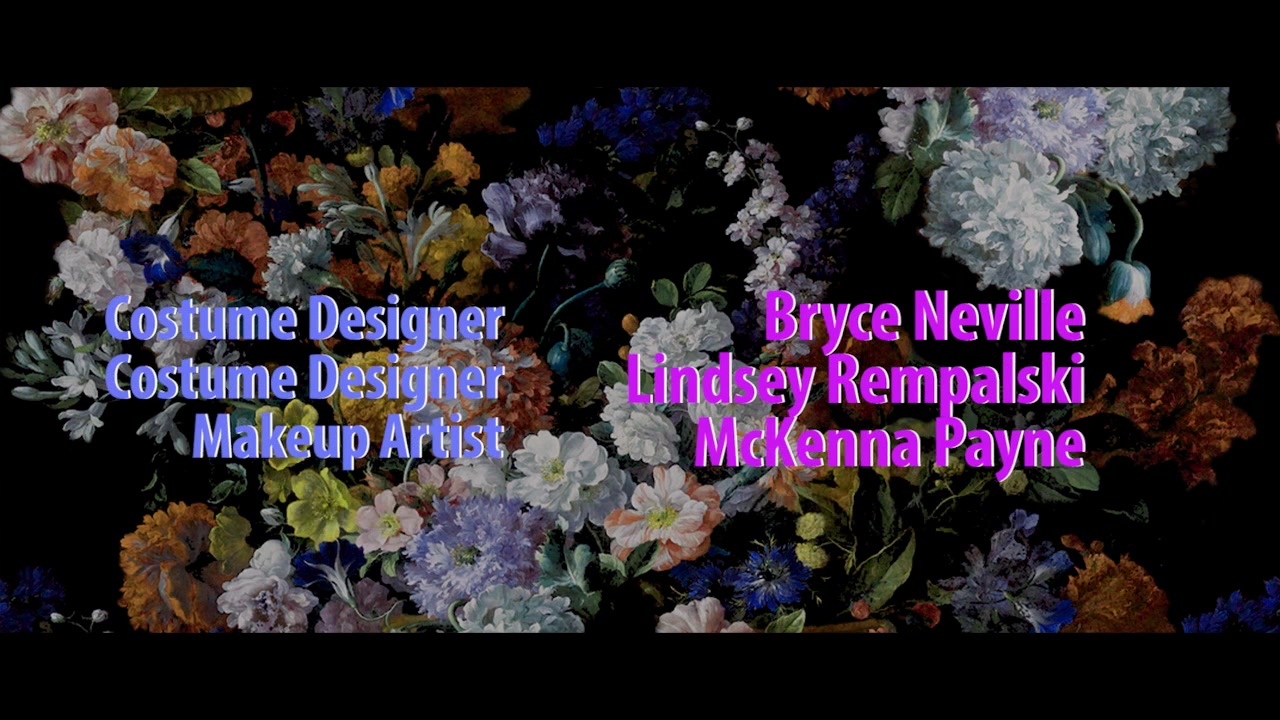 Costume Designer Bryce Neville
Costume Designer Lindsey Rempalski
Makeup Artist McKenna Payne